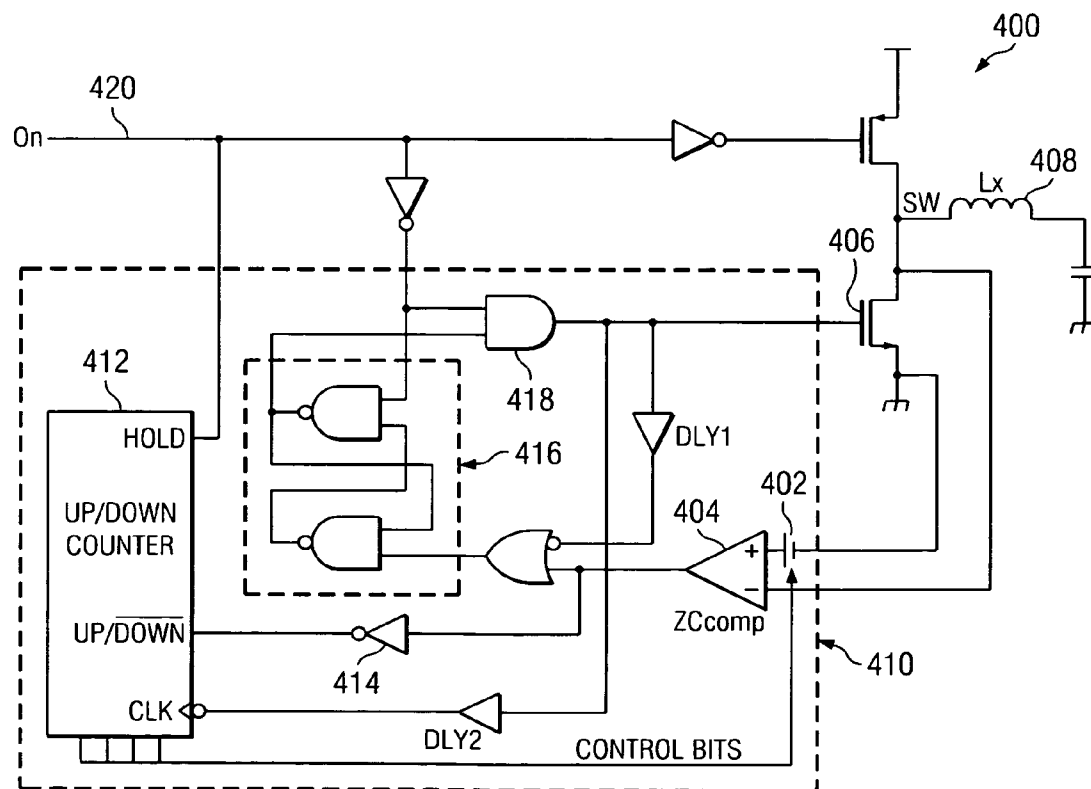 400
420
On
408
Lx
SW
406
412
418
HOLD
416
DLY1
402
404
UP/DOWN
COUNTER
+
−
ZCcomp
UP/DOWN
414
410
CLK
DLY2
CONTROL BITS